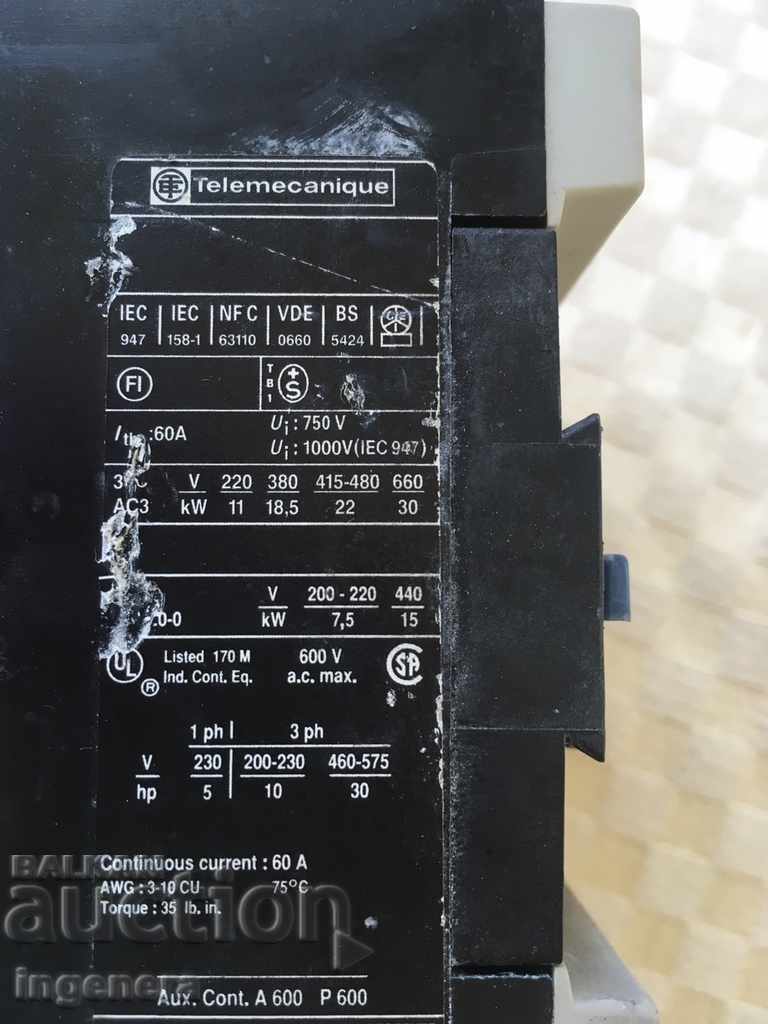 Telemecanique
IEC IEC NF C VDE BS
947 158-1 63110 0660 5424
FI TB1 +S
:60A Ui : 750 V
Ui : 1000V (IEC 947)
V 220 380 415-480 660
AC3 kW 11 18,5 22 30
V 200 - 220 440
kW 7,5 15
UL Listed 170 M 600 V SA
® Ind. Cont. Eq. a.c. max.
1 ph 3 ph
V 230 200-230 460-575
hp 5 10 30
Continuous current : 60 A
AWG : 3-10 CU 75°C
Torque : 35 lb. in.
Aux. Cont. A 600 P 600
BALKAN
auction
ingenera